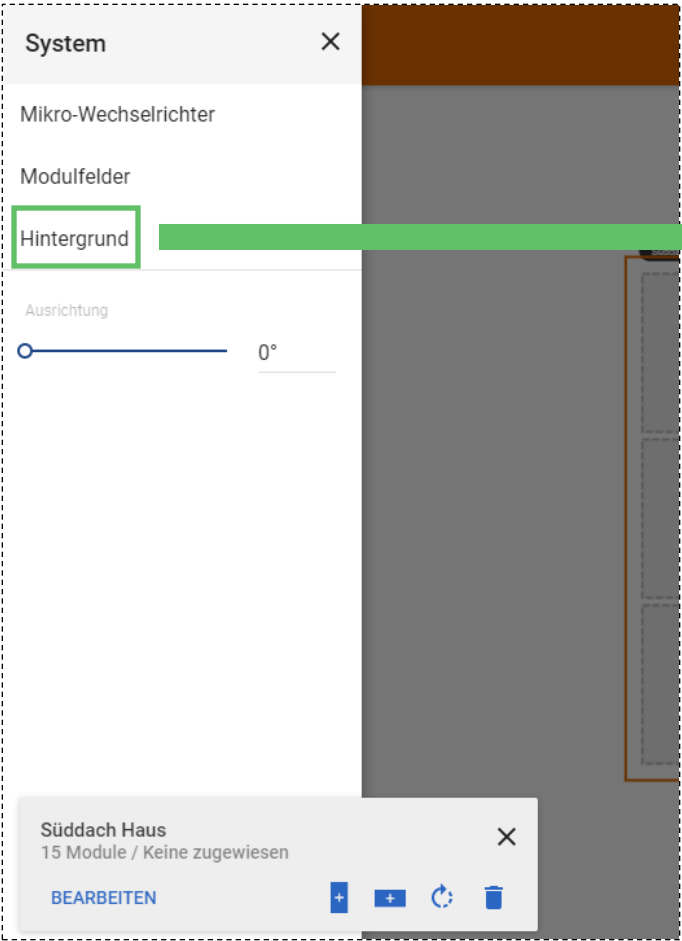 System
Mikro-Wechselrichter
Modulfelder
Hintergrund
Ausrichtung
0°
Süddach Haus
15 Module / Keine zugewiesen
BEARBEITEN